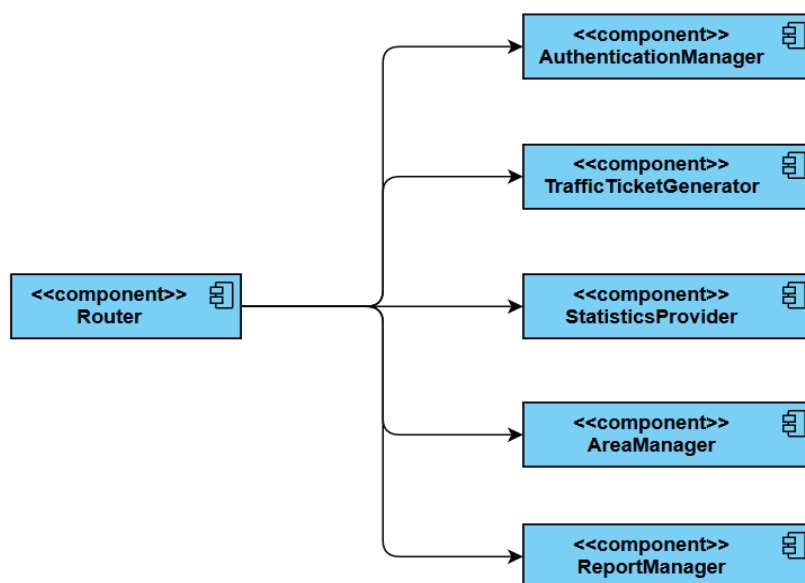 <<component>>
AuthenticationManager
<<component>>
TrafficTicketGenerator
<<component>>
Router
<<component>>
StatisticsProvider
<<component>>
AreaManager
<<component>>
ReportManager